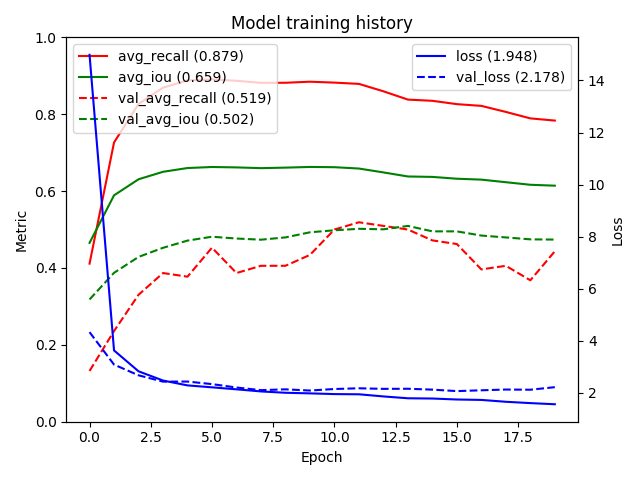 Model training history
avg_recall (0.879)
avg_iou (0.659)
val_avg_recall (0.519)
val_avg_iou (0.502)
loss (1.948)
val_loss (2.178)
Metric
1.0
0.8
0.6
0.4
0.2
0.0
14
12
10
8
6
4
2
Loss
0.0 2.5 5.0 7.5 10.0 12.5 15.0 17.5
Epoch